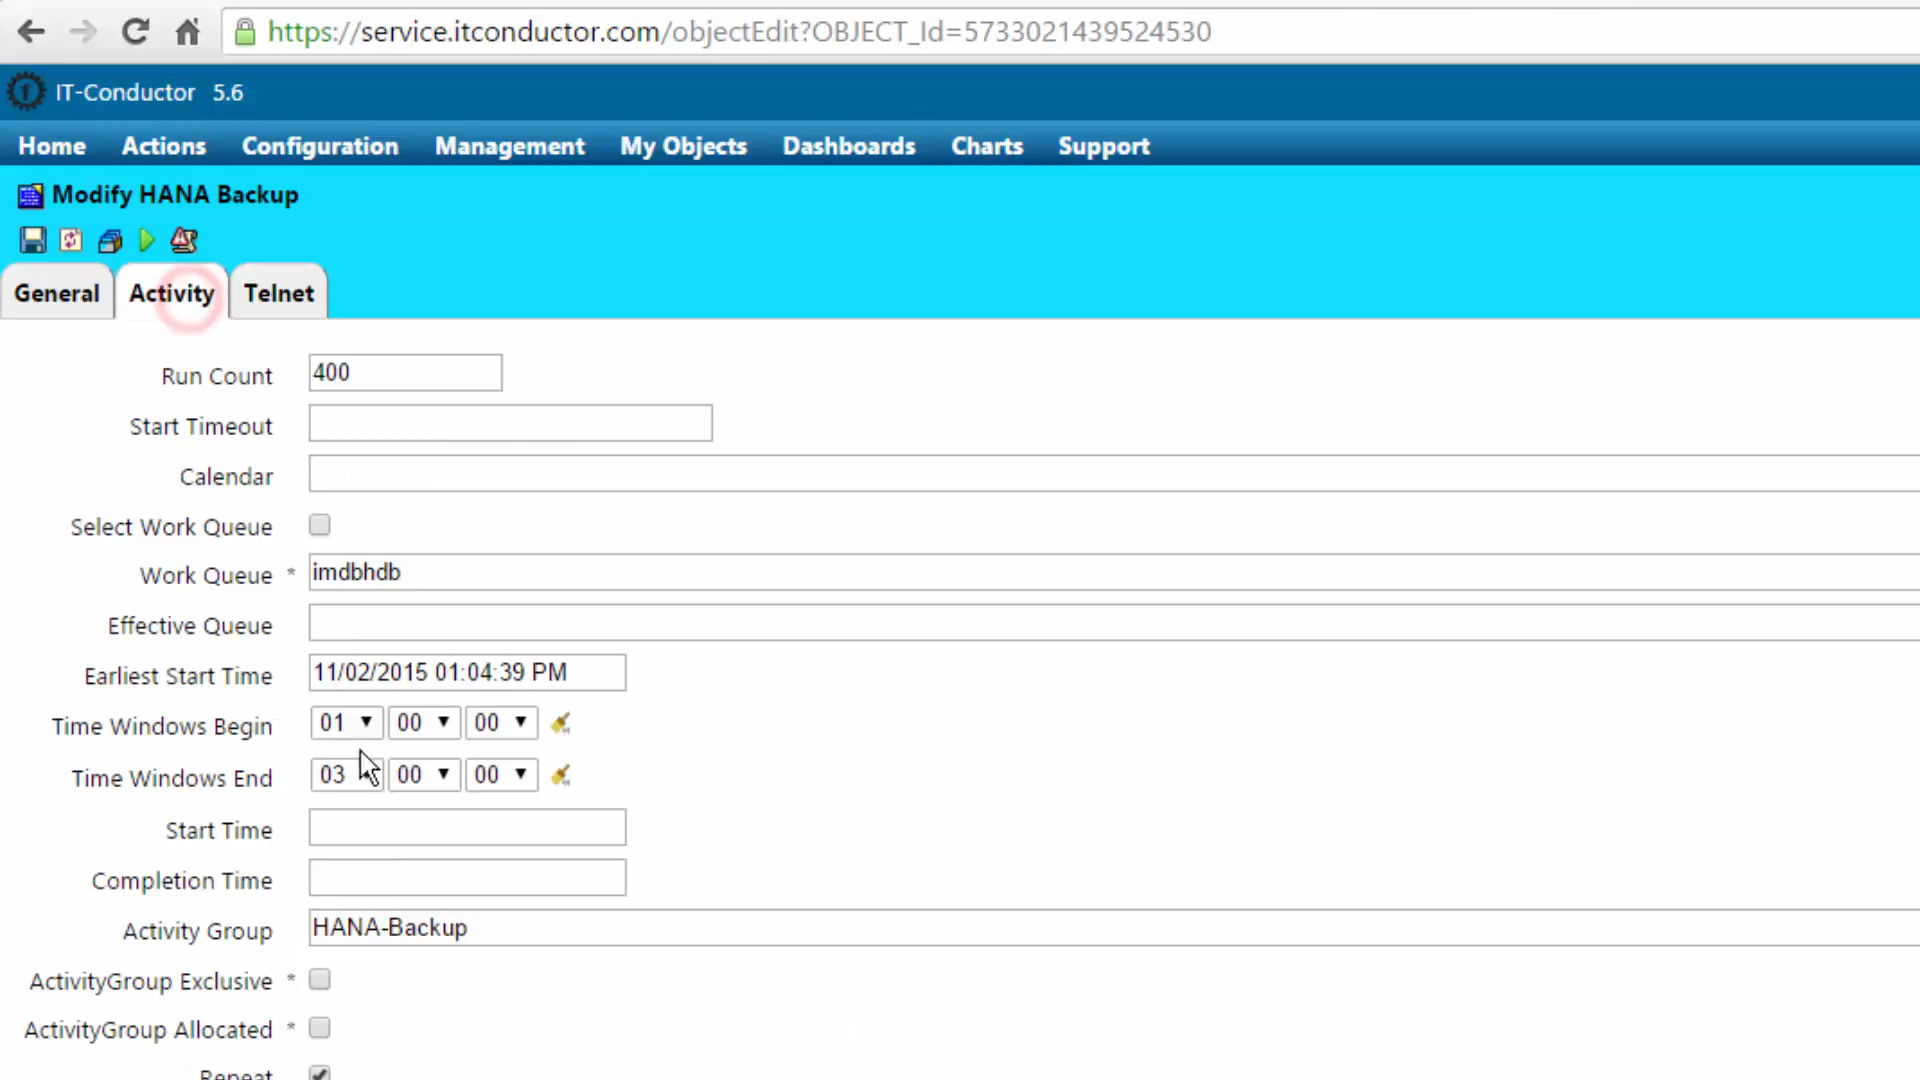 https://service.itconductor.com/objectEdit?OBJECT_Id=5733021439524530
IT-Conductor 5.6
Home Actions Configuration Management My Objects Dashboards Charts Support
Modify HANA Backup
General Activity Telnet
Run Count 400
Start Timeout
Calendar
Select Work Queue
Work Queue * imdbhdb
Effective Queue
Earliest Start Time 11/02/2015 01:04:39 PM
Time Windows Begin 01 00 00
Time Windows End 03 00 00
Start Time
Completion Time
Activity Group HANA-Backup
ActivityGroup Exclusive *
ActivityGroup Allocated *
Repeat